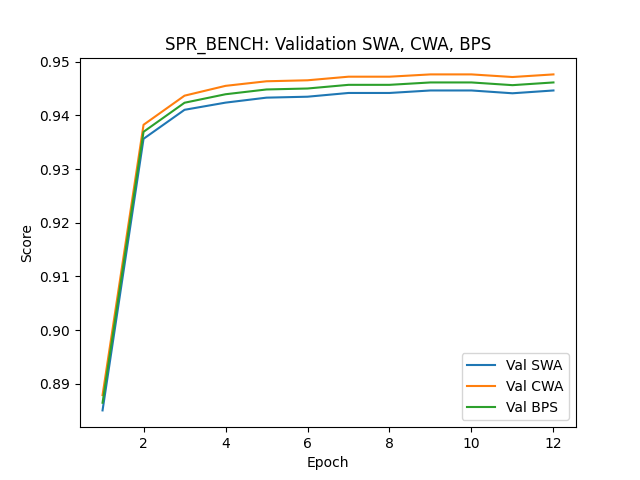 SPR_BENCH: Validation SWA, CWA, BPS
0.95
0.94
0.93
0.92
0.91
0.90
0.89
Score
2
4
6
8
10
12
Epoch
Val SWA
Val CWA
Val BPS